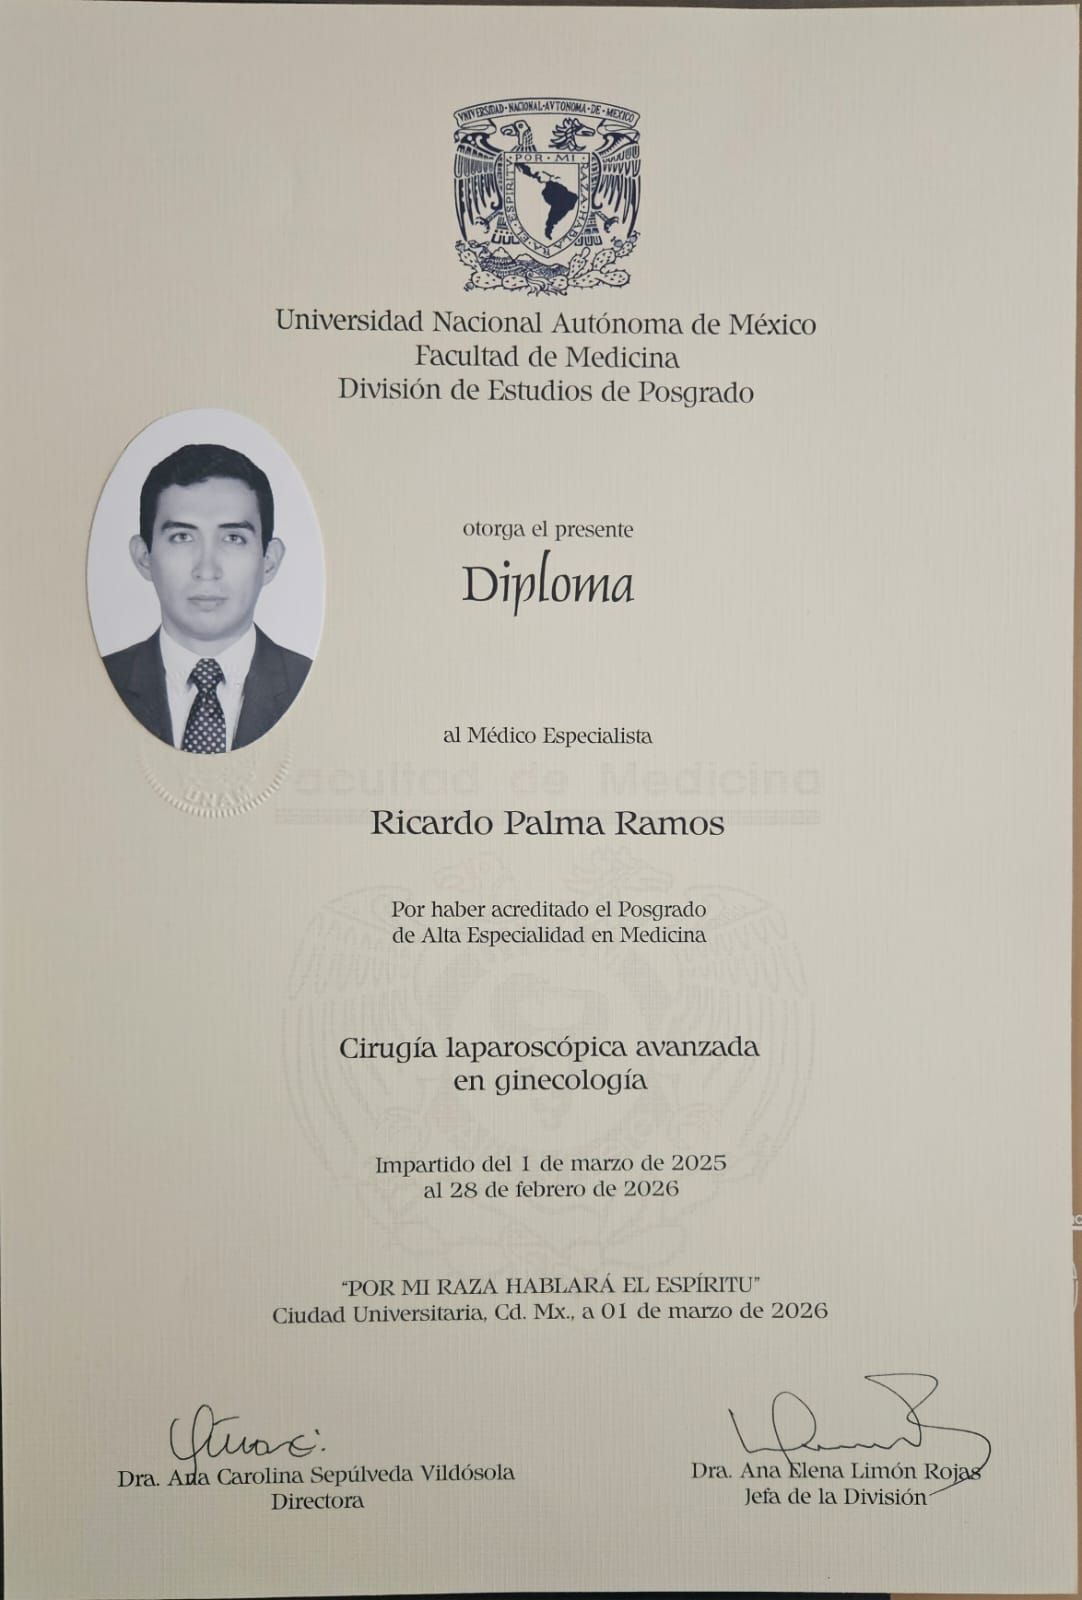 VNIVERSIDAD·NACIONAL·AVTONOMA·DE·MEXICO
POR·MI·RAZA·HABLARA·EL·ESPIRITV
Universidad Nacional Autónoma de México
Facultad de Medicina
División de Estudios de Posgrado
otorga el presente
Diploma
al Médico Especialista
UNAM
Facultad de Medicina
Ricardo Palma Ramos
Por haber acreditado el Posgrado
de Alta Especialidad en Medicina
Cirugía laparoscópica avanzada
en ginecología
Impartido del 1 de marzo de 2025
al 28 de febrero de 2026
“POR MI RAZA HABLARÁ EL ESPÍRITU”
Ciudad Universitaria, Cd. Mx., a 01 de marzo de 2026
Dra. Ana Carolina Sepúlveda Vildósola
Directora
Dra. Ana Elena Limón Rojas
Jefa de la División